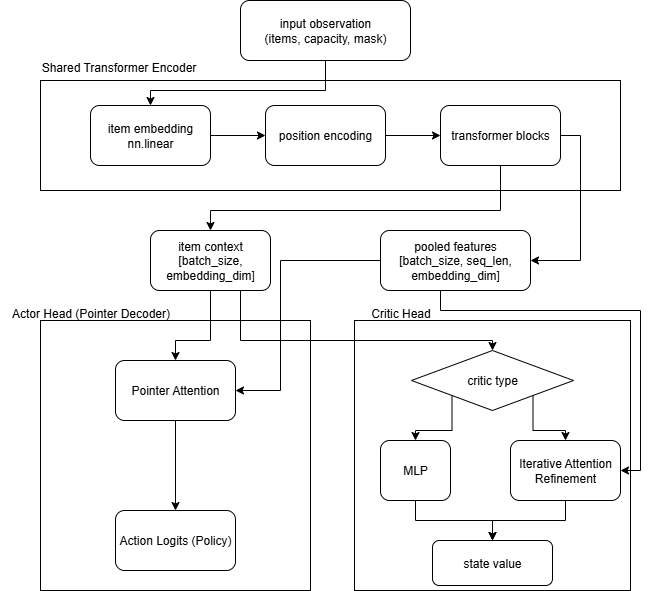 input observation
(items, capacity, mask)
Shared Transformer Encoder
item embedding
nn.linear
position encoding
transformer blocks
item context
[batch_size,
embedding_dim]
pooled features
[batch_size, seq_len,
embedding_dim]
Actor Head (Pointer Decoder)
Critic Head
Pointer Attention
critic type
MLP
Iterative Attention
Refinement
Action Logits (Policy)
state value